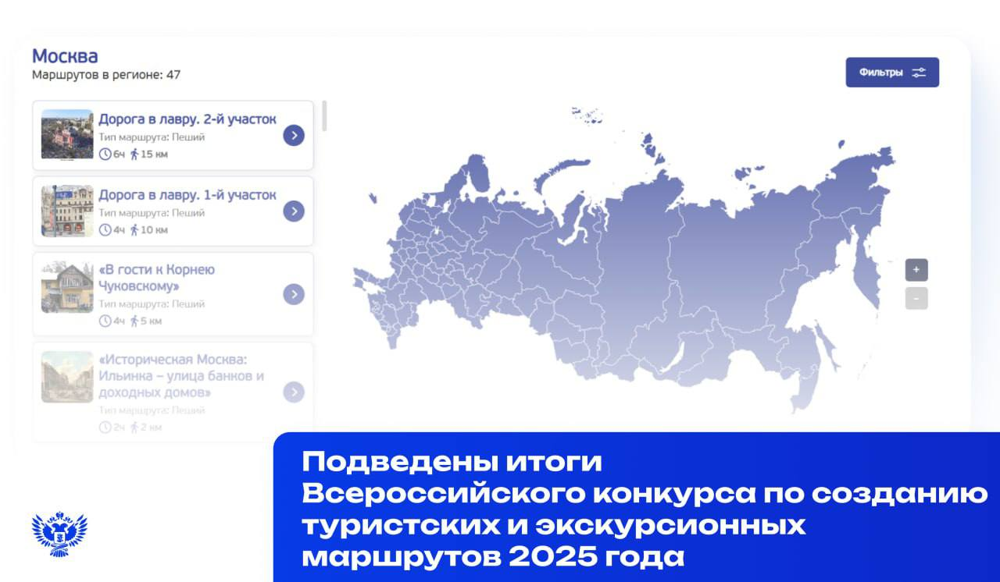 Москва
Маршрутов в регионе: 47
Фильтры
Дорога в лавру. 2-й участок
Тип маршрута: Пеший
6ч 15 км
Дорога в лавру. 1-й участок
Тип маршрута: Пеший
4ч 10 км
«В гости к Корнею
Чуковскому»
Тип маршрута: Пеший
4ч 5 км
«Историческая Москва:
Ильинка – улица банков и
доходных домов»
Тип маршрута: Пеший
2ч 2 км
+
-
Подведены итоги
Всероссийского конкурса по созданию
туристских и экскурсионных
маршрутов 2025 года